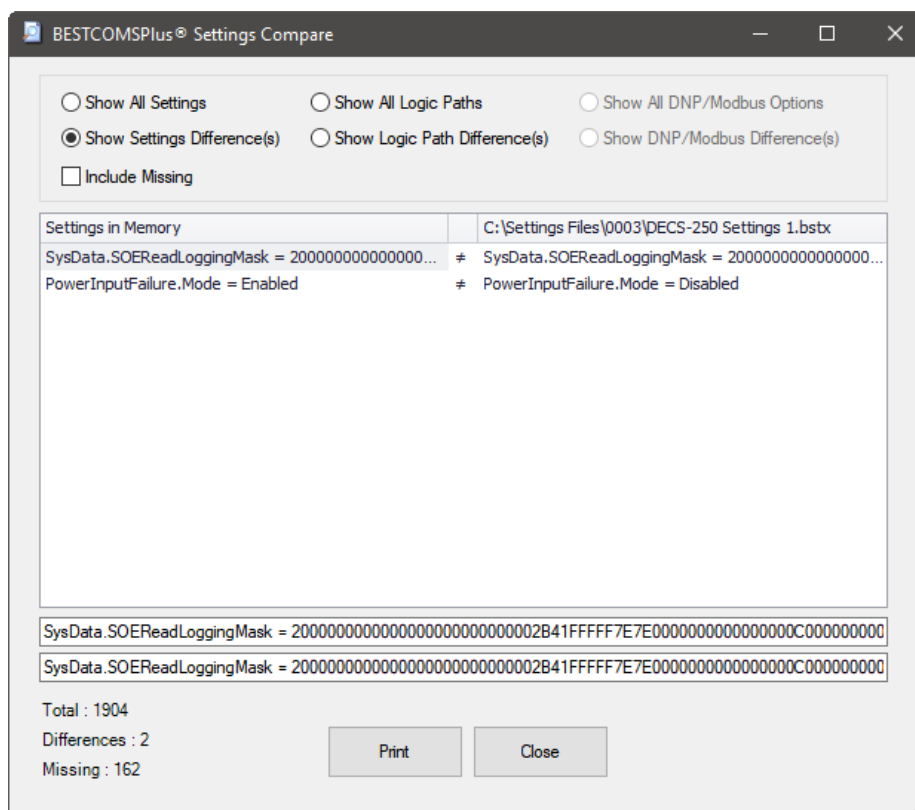 BESTCOMSPlus® Settings Compare
Show All Settings Show All Logic Paths Show All DNP/Modbus Options
Show Settings Difference(s) Show Logic Path Difference(s) Show DNP/Modbus Difference(s)
Include Missing
Settings in Memory C:\Settings Files\0003\DECS-250 Settings 1.bstx
SysData.SOEReadLoggingMask = 200000000000000... ≠ SysData.SOEReadLoggingMask = 2000000000000000...
PowerInputFailure.Mode = Enabled ≠ PowerInputFailure.Mode = Disabled
SysData.SOEReadLoggingMask = 2000000000000000000000000002B41FFFFF7E7E0000000000000000C000000000
SysData.SOEReadLoggingMask = 2000000000000000000000000002B41FFFFF7E7E0000000000000000C000000000
Total : 1904
Differences : 2
Missing : 162
Print Close